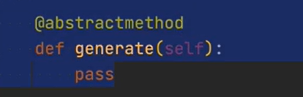 @abstractmethod
def generate(self):
    pass